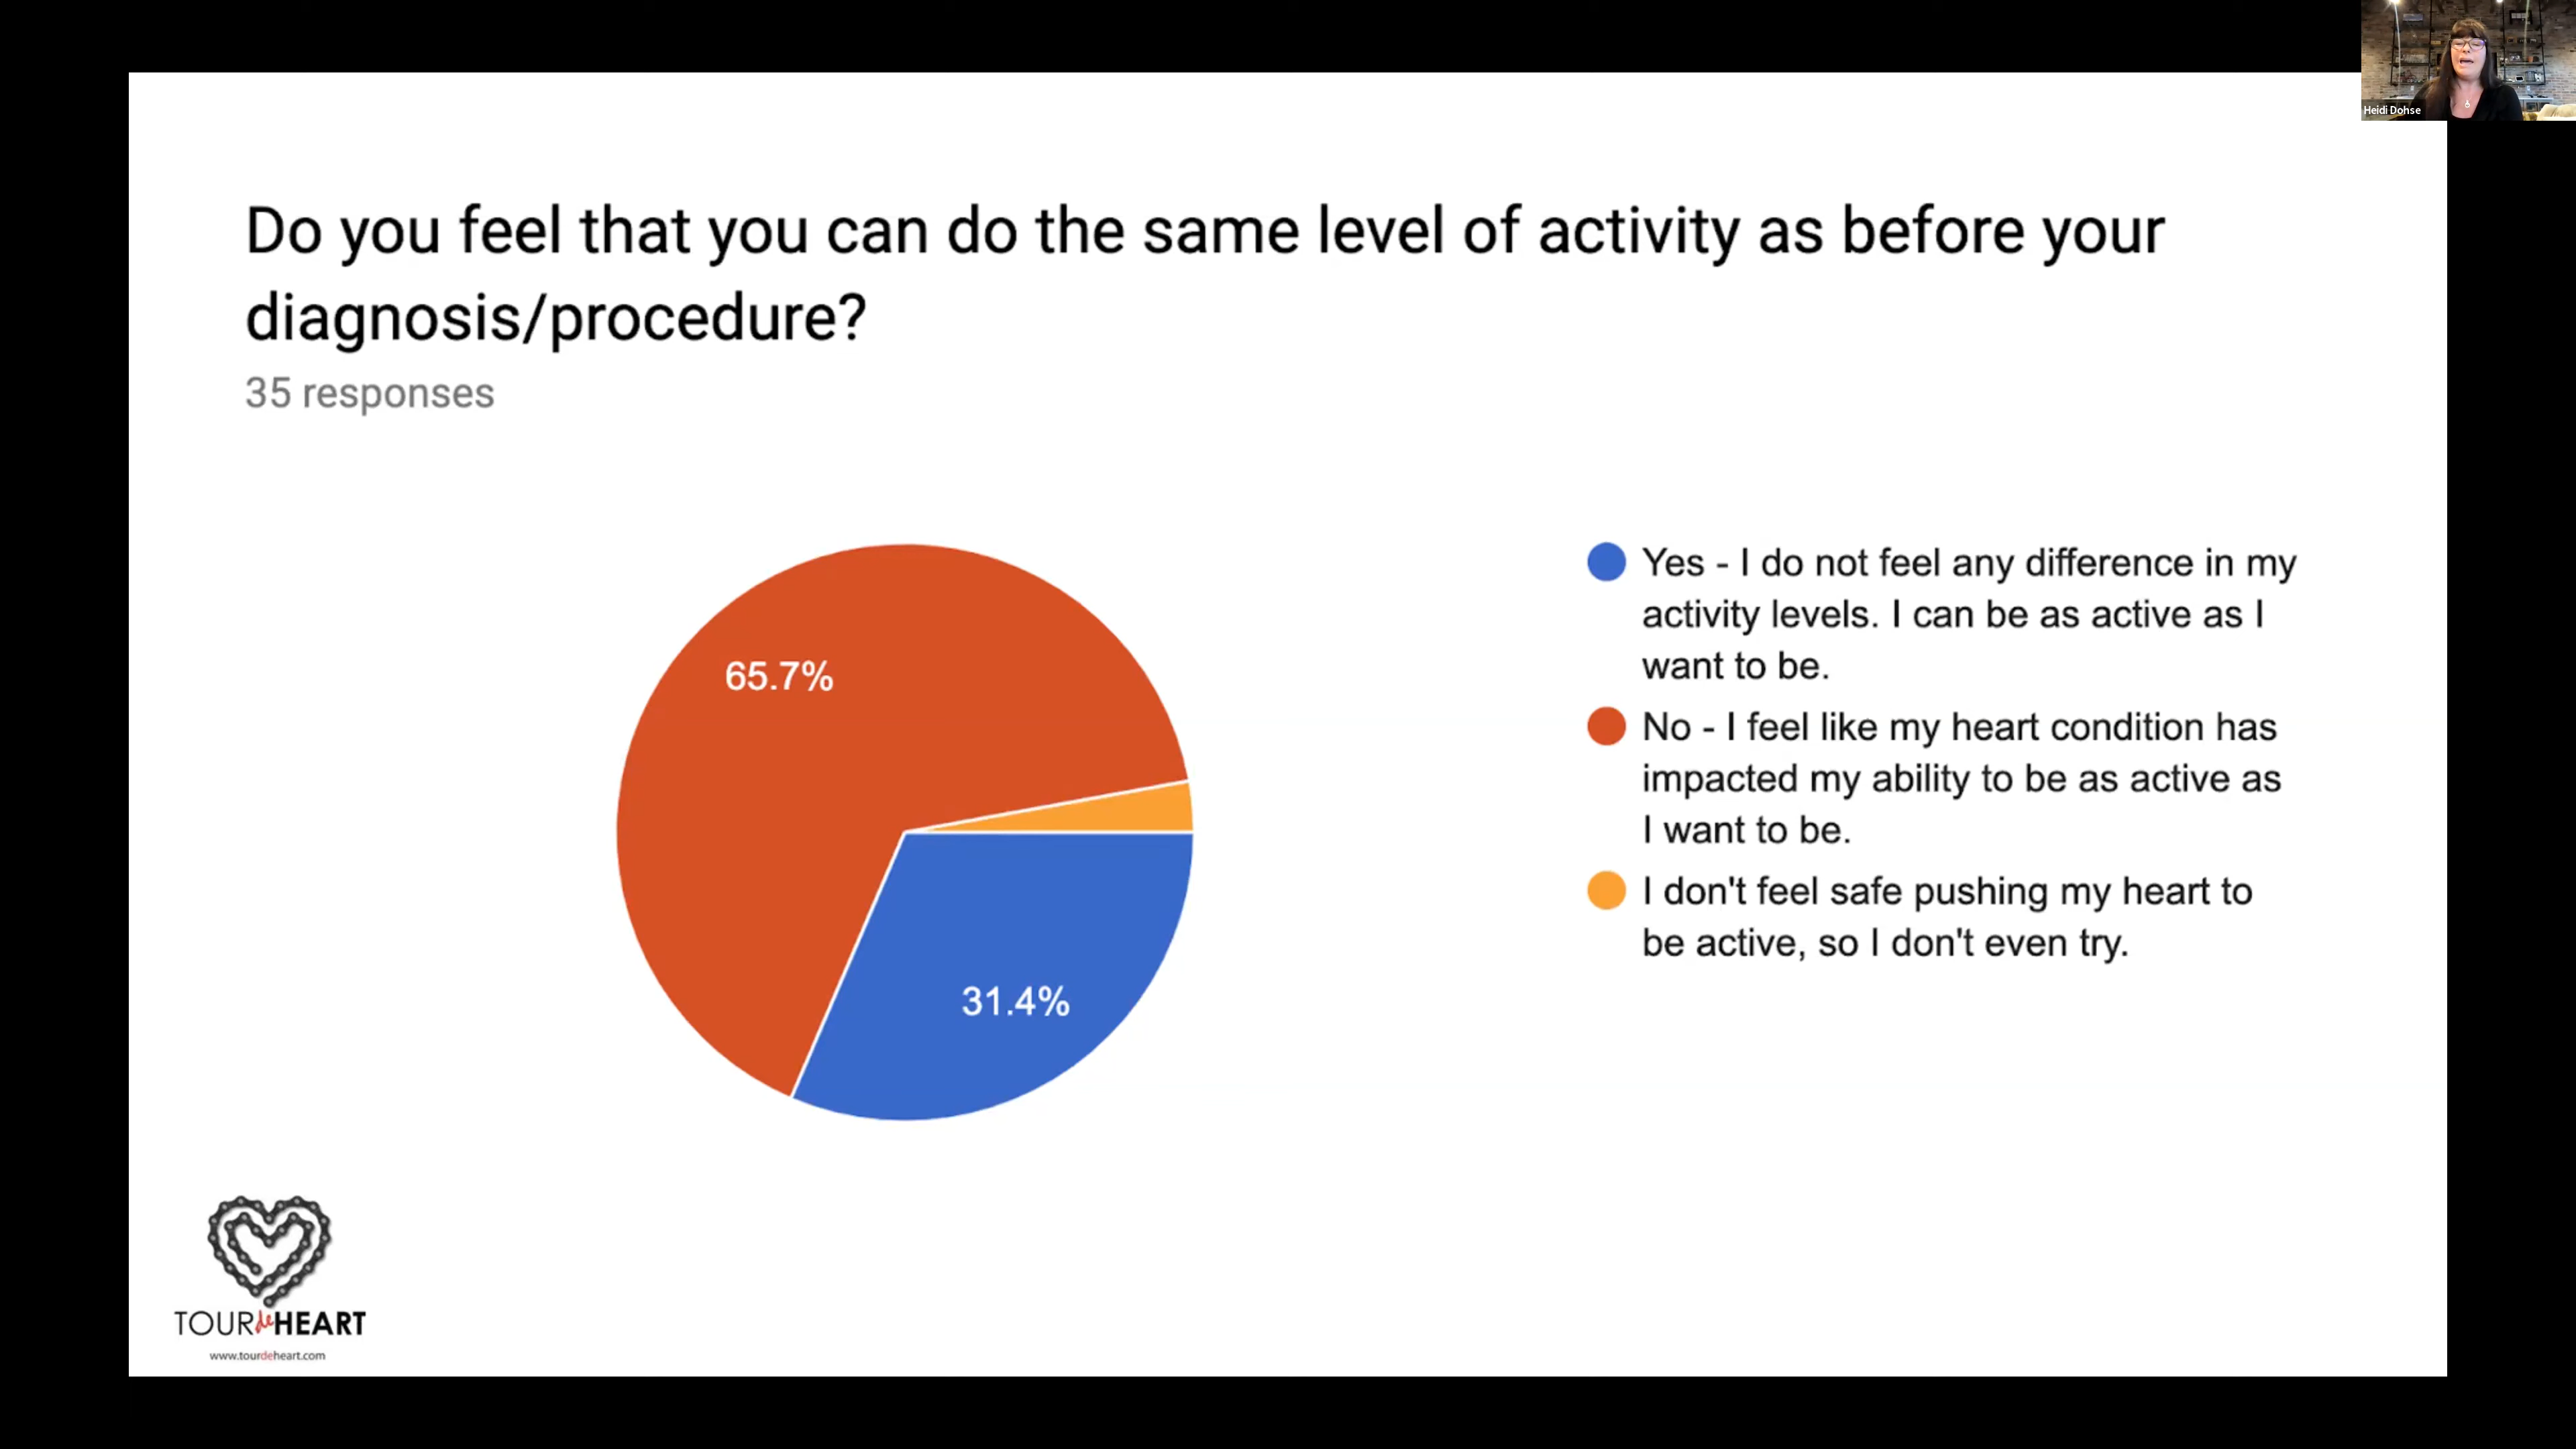 Heidi Dohse
Do you feel that you can do the same level of activity as before your
diagnosis/procedure?
35 responses
65.7%
31.4%
Yes - I do not feel any difference in my
activity levels. I can be as active as I
want to be.
No - I feel like my heart condition has
impacted my ability to be as active as
I want to be.
I don't feel safe pushing my heart to
be active, so I don't even try.
TOUR de HEART
www.tourdeheart.com